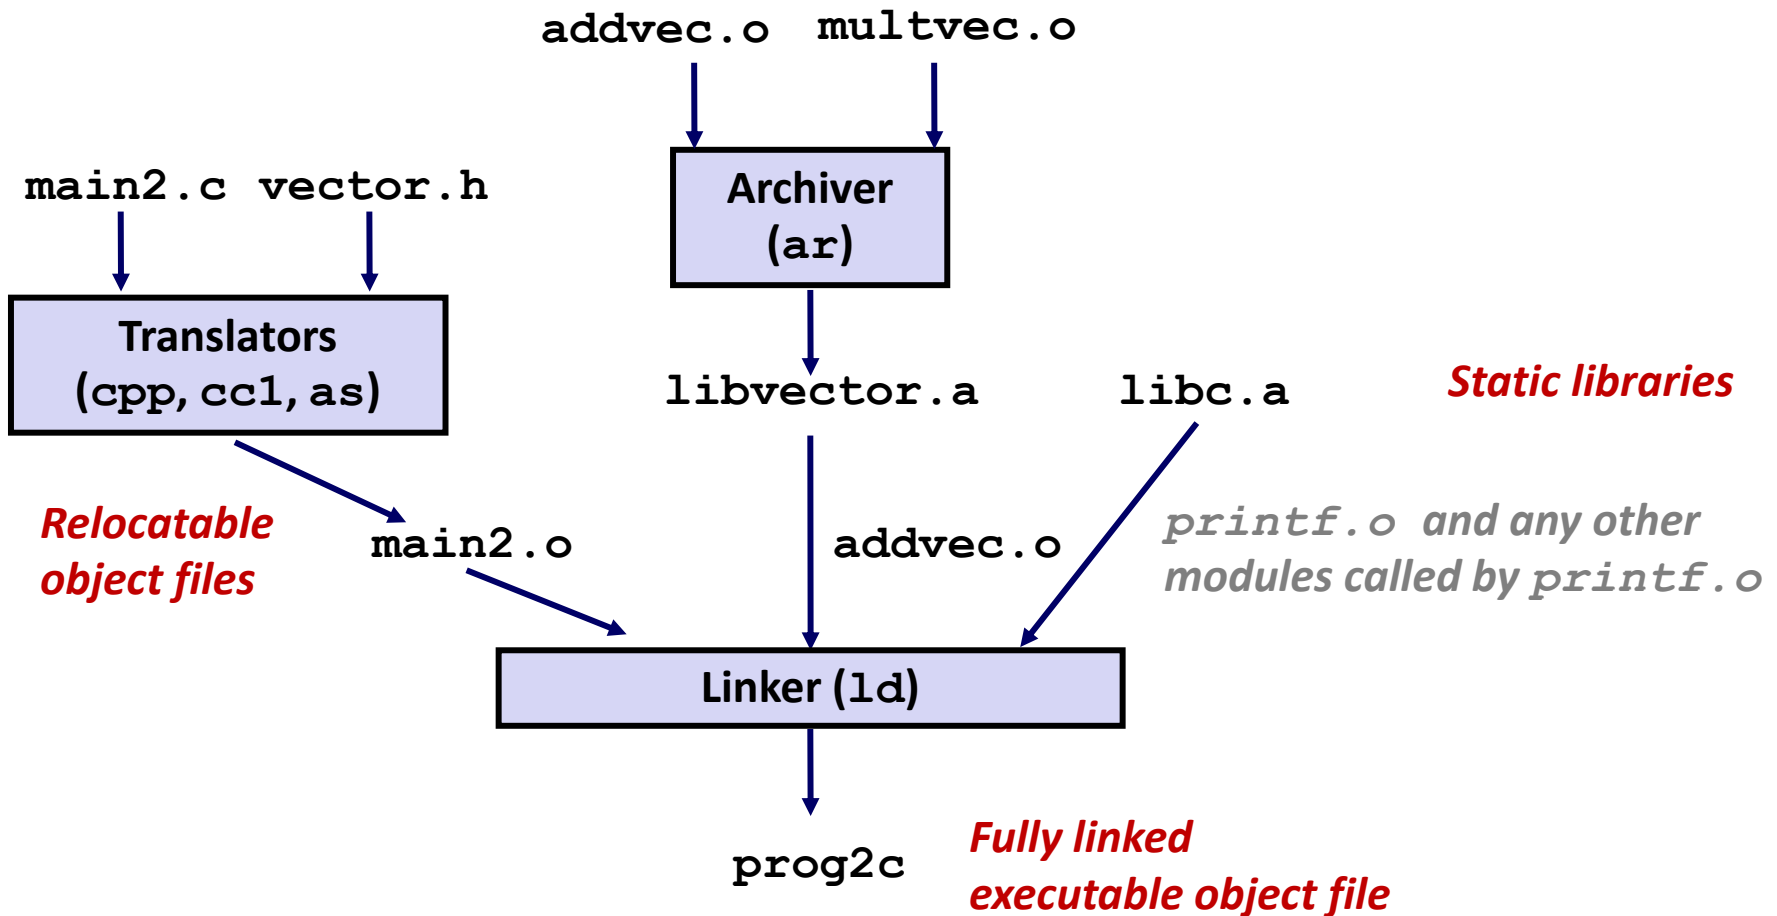 addvec.o multvec.o
main2.c vector.h
Archiver
(ar)
Translators
(cpp, cc1, as)
libvector.a
libc.a
Static libraries
Relocatable
object files
main2.o
addvec.o
printf.o and any other
modules called by printf.o
Linker (ld)
prog2c
Fully linked
executable object file